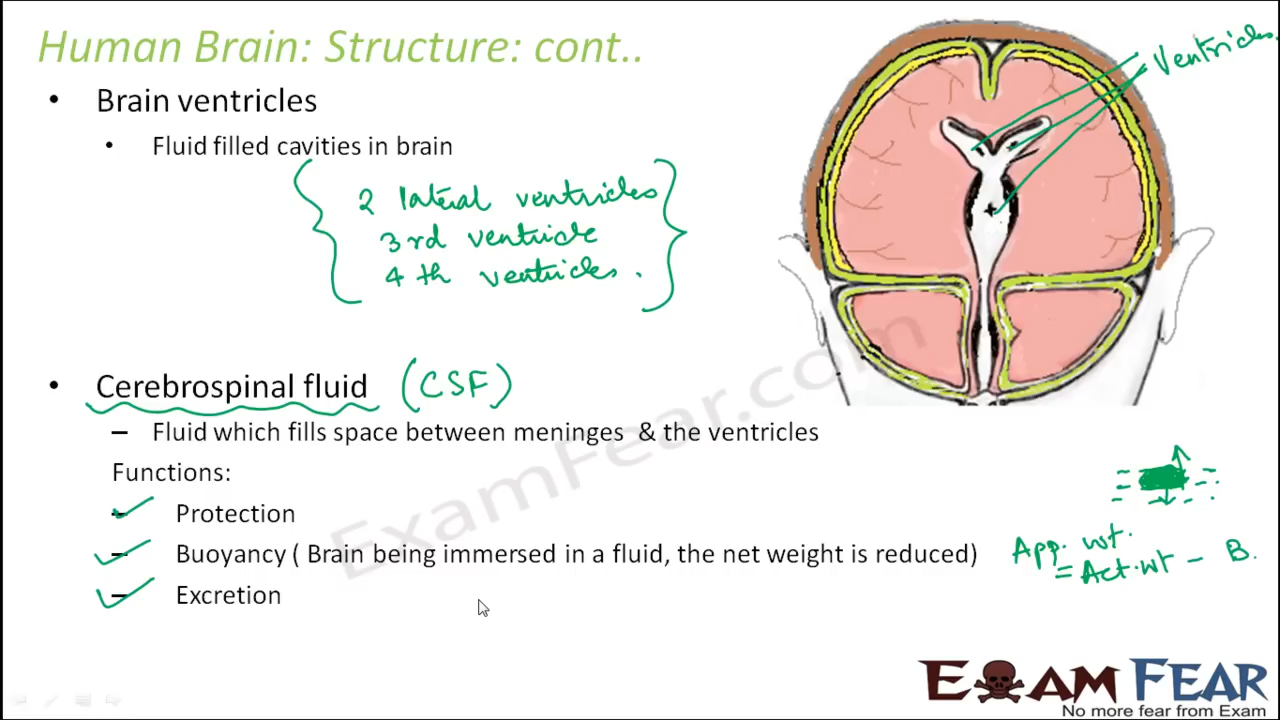 Human Brain: Structure: cont..
Ventricles.
• Brain ventricles
• Fluid filled cavities in brain
2 lateral ventricles
3rd ventricle
4th ventricles.
• Cerebrospinal fluid (CSF)
– Fluid which fills space between meninges & the ventricles
Functions:
– Protection
– Buoyancy ( Brain being immersed in a fluid, the net weight is reduced)
App. wt.
= Act. wt - B.
– Excretion
ExamFear.com
EXAM FEAR
No more fear from Exam